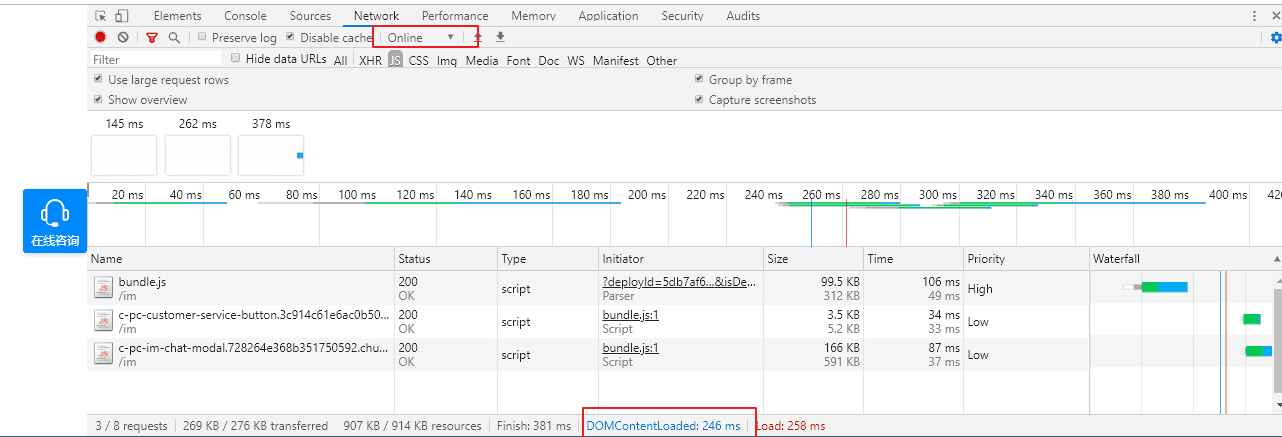 Elements Console Sources Network Performance Memory Application Security Audits
Preserve log Disable cache Online
Filter Hide data URLs All XHR JS CSS Img Media Font Doc WS Manifest Other
Use large request rows Group by frame
Show overview Capture screenshots
145 ms 262 ms 378 ms
20 ms 40 ms 60 ms 80 ms 100 ms 120 ms 140 ms 160 ms 180 ms 200 ms 220 ms 240 ms 260 ms 280 ms 300 ms 320 ms 340 ms 360 ms 380 ms 400 ms 420
在线咨询
Name Status Type Initiator Size Time Priority Waterfall
bundle.js 200 script ?deployId=5db7af6...&isDe... 99.5 KB 106 ms High
/im OK Parser 312 KB 49 ms
c-pc-customer-service-button.3c914c61e6ac0b50... 200 script bundle.js:1 3.5 KB 34 ms Low
/im OK Script 5.2 KB 33 ms
c-pc-im-chat-modal.728264e368b351750592.chu... 200 script bundle.js:1 166 KB 87 ms Low
/im OK Script 591 KB 37 ms
3 / 8 requests 269 KB / 276 KB transferred 907 KB / 914 KB resources Finish: 381 ms DOMContentLoaded: 246 ms Load: 258 ms